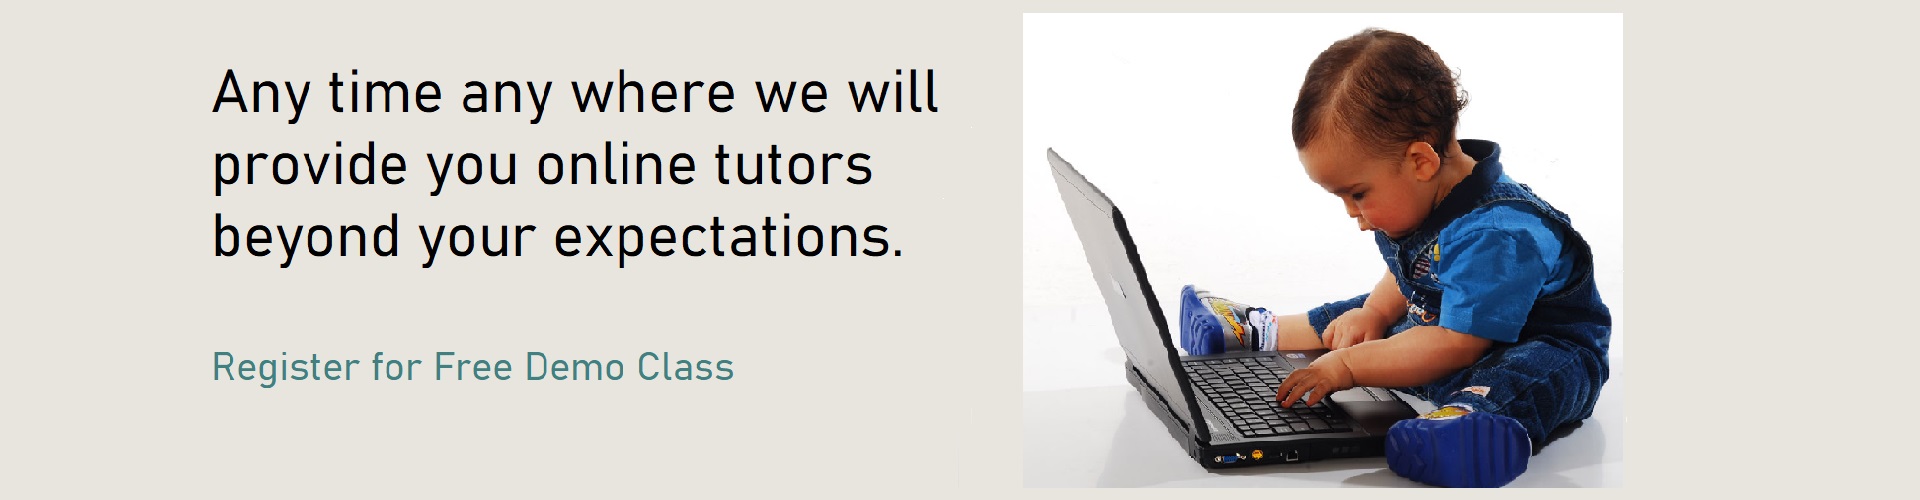 Any time any where we will
provide you online tutors
beyond your expectations.
Register for Free Demo Class